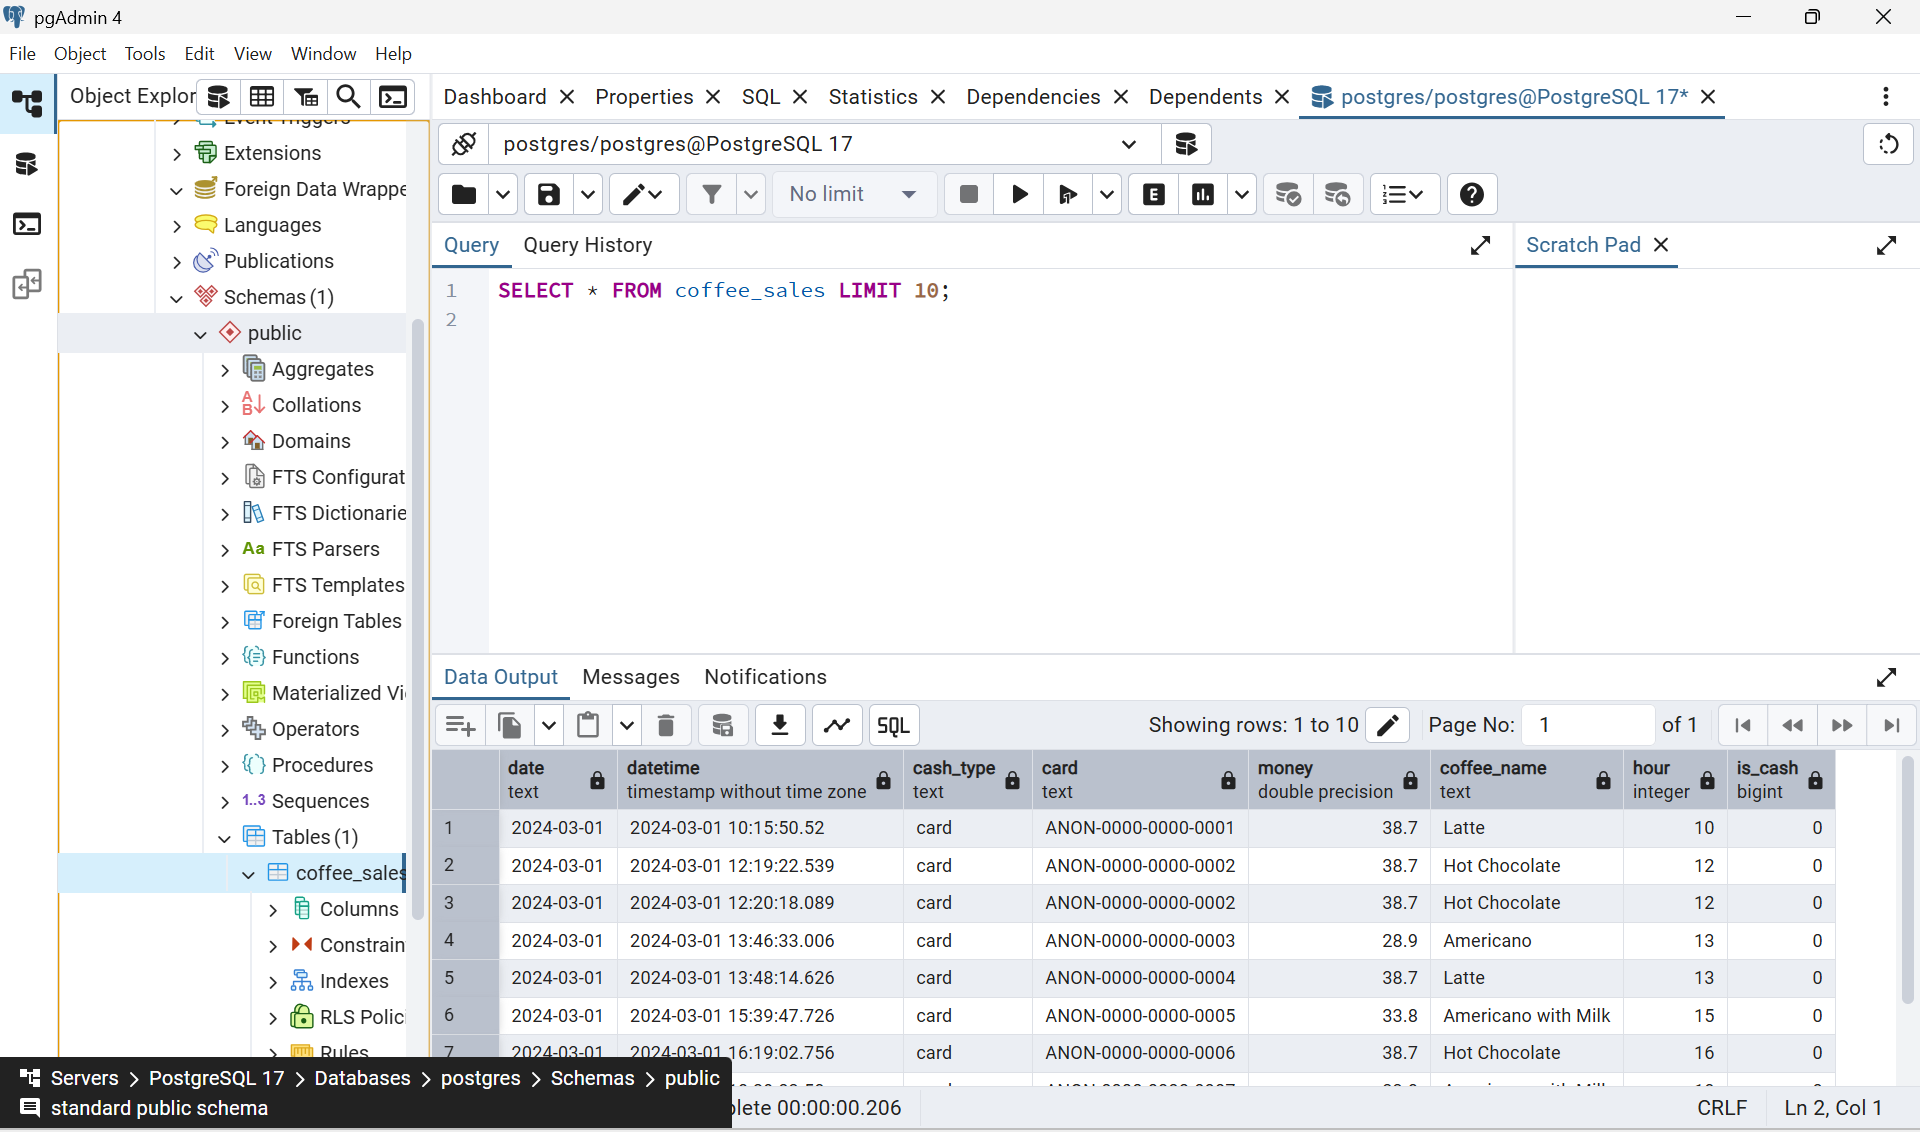 pgAdmin 4
File Object Tools Edit View Window Help
Object Explor
Dashboard Properties SQL Statistics Dependencies Dependents postgres/postgres@PostgreSQL 17*
postgres/postgres@PostgreSQL 17
No limit
Query Query History Scratch Pad
1 SELECT * FROM coffee_sales LIMIT 10;
2
Event Triggers
Extensions
Foreign Data Wrappe
Languages
Publications
Schemas (1)
public
Aggregates
Collations
Domains
FTS Configurat
FTS Dictionarie
Aa FTS Parsers
FTS Templates
Foreign Tables
Functions
Materialized Vi
Operators
Procedures
1..3 Sequences
Tables (1)
coffee_sales
Columns
Constrain
Indexes
RLS Polic
Rules
Data Output Messages Notifications
SQL Showing rows: 1 to 10 Page No: 1 of 1
date datetime cash_type card money coffee_name hour is_cash
text timestamp without time zone text text double precision text integer bigint
1 2024-03-01 2024-03-01 10:15:50.52 card ANON-0000-0000-0001 38.7 Latte 10 0
2 2024-03-01 2024-03-01 12:19:22.539 card ANON-0000-0000-0002 38.7 Hot Chocolate 12 0
3 2024-03-01 2024-03-01 12:20:18.089 card ANON-0000-0000-0002 38.7 Hot Chocolate 12 0
4 2024-03-01 2024-03-01 13:46:33.006 card ANON-0000-0000-0003 28.9 Americano 13 0
5 2024-03-01 2024-03-01 13:48:14.626 card ANON-0000-0000-0004 38.7 Latte 13 0
6 2024-03-01 2024-03-01 15:39:47.726 card ANON-0000-0000-0005 33.8 Americano with Milk 15 0
7 2024-03-01 2024-03-01 16:19:02.756 card ANON-0000-0000-0006 38.7 Hot Chocolate 16 0
Servers > PostgreSQL 17 > Databases > postgres > Schemas > public
standard public schema
plete 00:00:00.206 CRLF Ln 2, Col 1